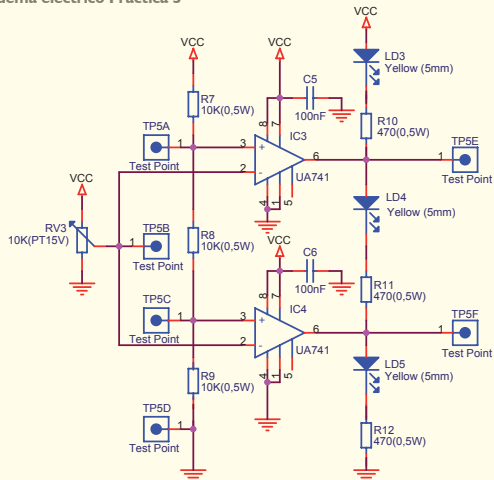 uema eléctrico Práctica 5
VCC
LD3
Yellow (5mm)
VCC
VCC
C5
100nF
R7
10K(0,5W)
R10
470(0,5W)
TP5A
1
Test Point
8
7
IC3
3
+
2
-
6
UA741
4
1
5
TP5E
1
Test Point
VCC
RV3
10K(PT15V)
TP5B
1
Test Point
R8
10K(0,5W)
LD4
Yellow (5mm)
VCC
C6
100nF
R11
470(0,5W)
TP5C
1
Test Point
8
7
IC4
3
+
2
-
6
UA741
4
1
5
TP5F
1
Test Point
R9
10K(0,5W)
LD5
Yellow (5mm)
TP5D
1
Test Point
R12
470(0,5W)